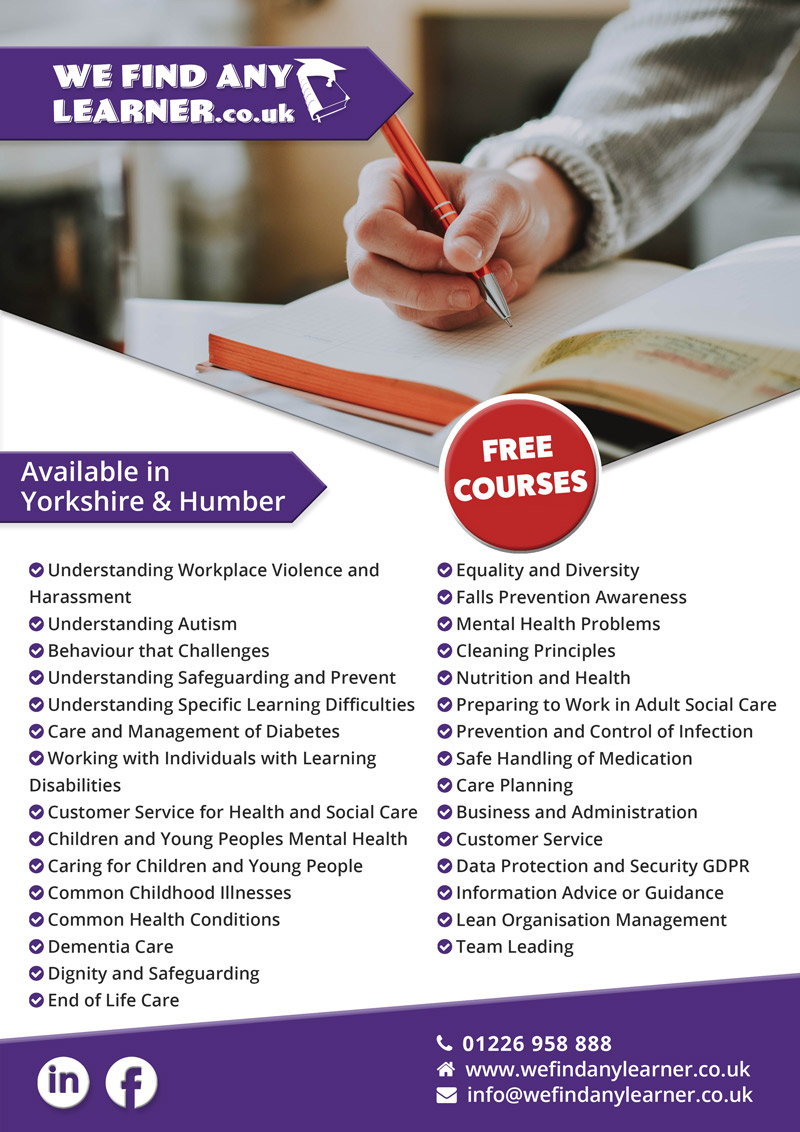 WE FIND ANY
LEARNER.co.uk
FREE
COURSES
Available in
Yorkshire & Humber
Understanding Workplace Violence and
Harassment
Understanding Autism
Behaviour that Challenges
Understanding Safeguarding and Prevent
Understanding Specific Learning Difficulties
Care and Management of Diabetes
Working with Individuals with Learning
Disabilities
Customer Service for Health and Social Care
Children and Young Peoples Mental Health
Caring for Children and Young People
Common Childhood Illnesses
Common Health Conditions
Dementia Care
Dignity and Safeguarding
End of Life Care
Equality and Diversity
Falls Prevention Awareness
Mental Health Problems
Cleaning Principles
Nutrition and Health
Preparing to Work in Adult Social Care
Prevention and Control of Infection
Safe Handling of Medication
Care Planning
Business and Administration
Customer Service
Data Protection and Security GDPR
Information Advice or Guidance
Lean Organisation Management
Team Leading
in f
01226 958 888
www.wefindanylearner.co.uk
info@wefindanylearner.co.uk